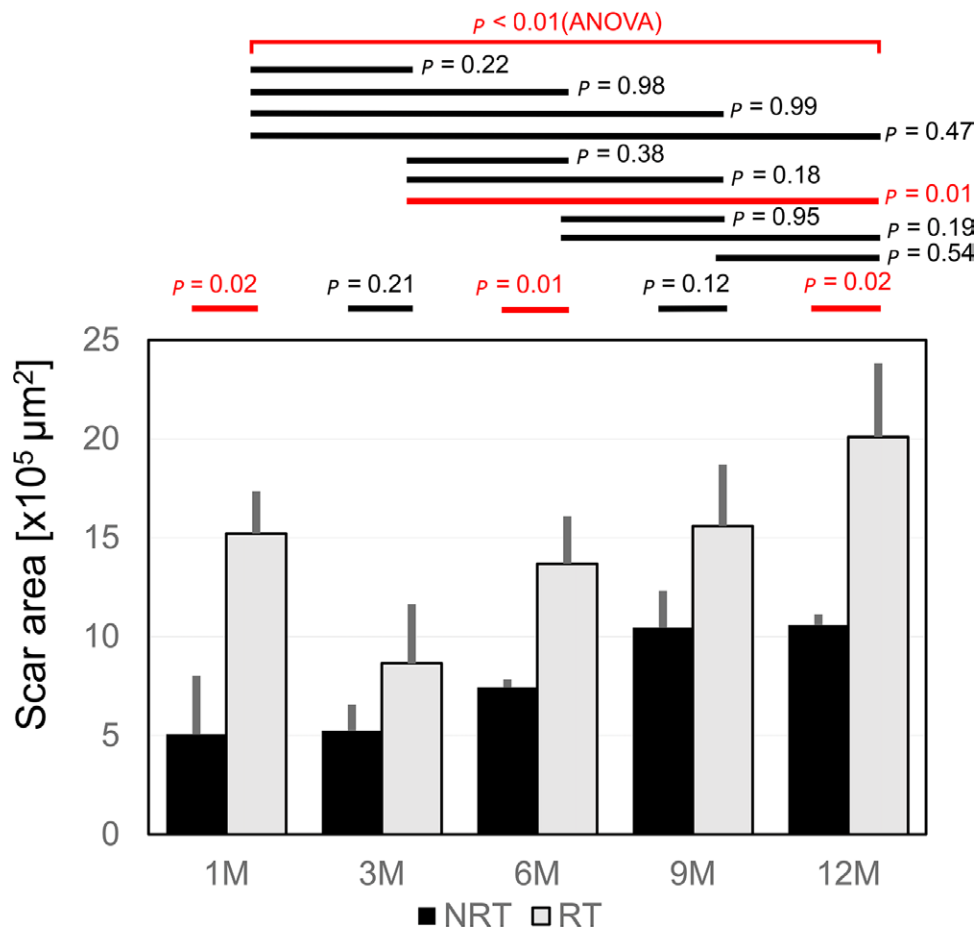 P < 0.01(ANOVA)
P = 0.22
P = 0.98
P = 0.99
P = 0.47
P = 0.38
P = 0.18
P = 0.01
P = 0.95
P = 0.19
P = 0.54
P = 0.02 P = 0.21 P = 0.01 P = 0.12 P = 0.02
Scar area [x10⁵ µm²]
25
20
15
10
5
0
1M 3M 6M 9M 12M
NRT RT